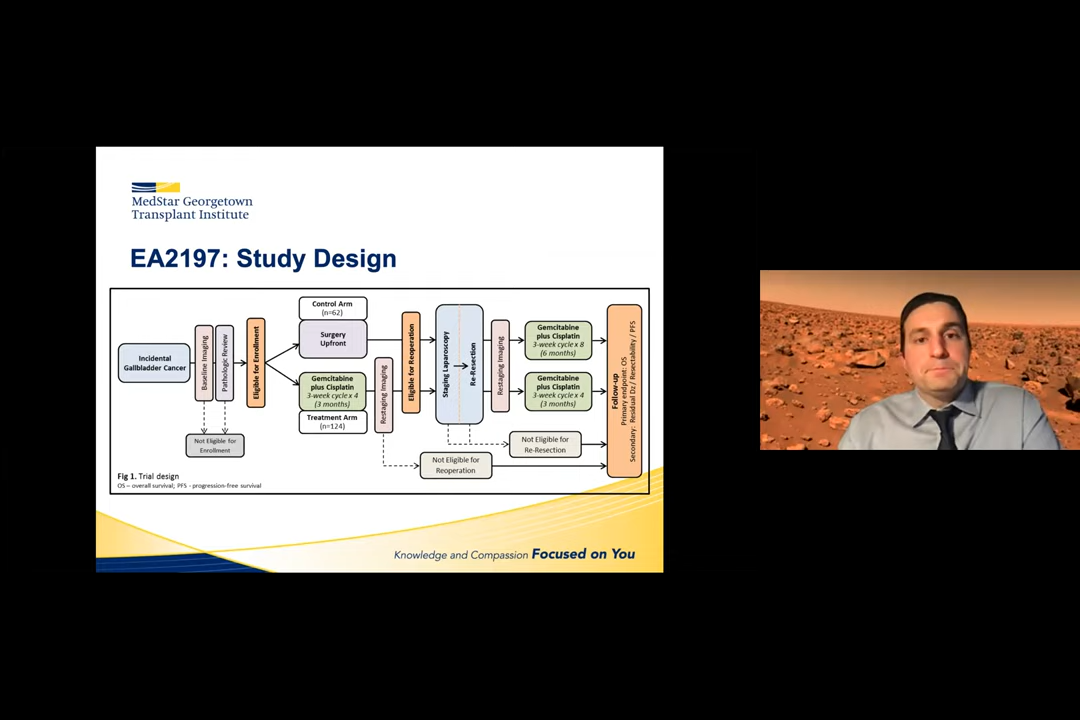 MedStar Georgetown
Transplant Institute
EA2197: Study Design
Incidental
Gallbladder Cancer
Baseline Imaging
Pathologic Review
Not Eligible for
Enrollment
Eligible for Enrollment
Control Arm
(n=62)
Surgery
Upfront
Gemcitabine
plus Cisplatin
3-week cycle x 4
(3 months)
Treatment Arm
(n=124)
Restaging Imaging
Eligible for Reoperation
Not Eligible for
Reoperation
Staging Laparoscopy
Re-Resection
Restaging Imaging
Not Eligible for
Re-Resection
Gemcitabine
plus Cisplatin
3-week cycle x 8
(6 months)
Gemcitabine
plus Cisplatin
3-week cycle x 4
(3 months)
Follow-up
Primary endpoint: OS
Secondary: Residual Dz / Resectability / PFS
Fig 1. Trial design
OS – overall survival; PFS - progression-free survival
Knowledge and Compassion Focused on You